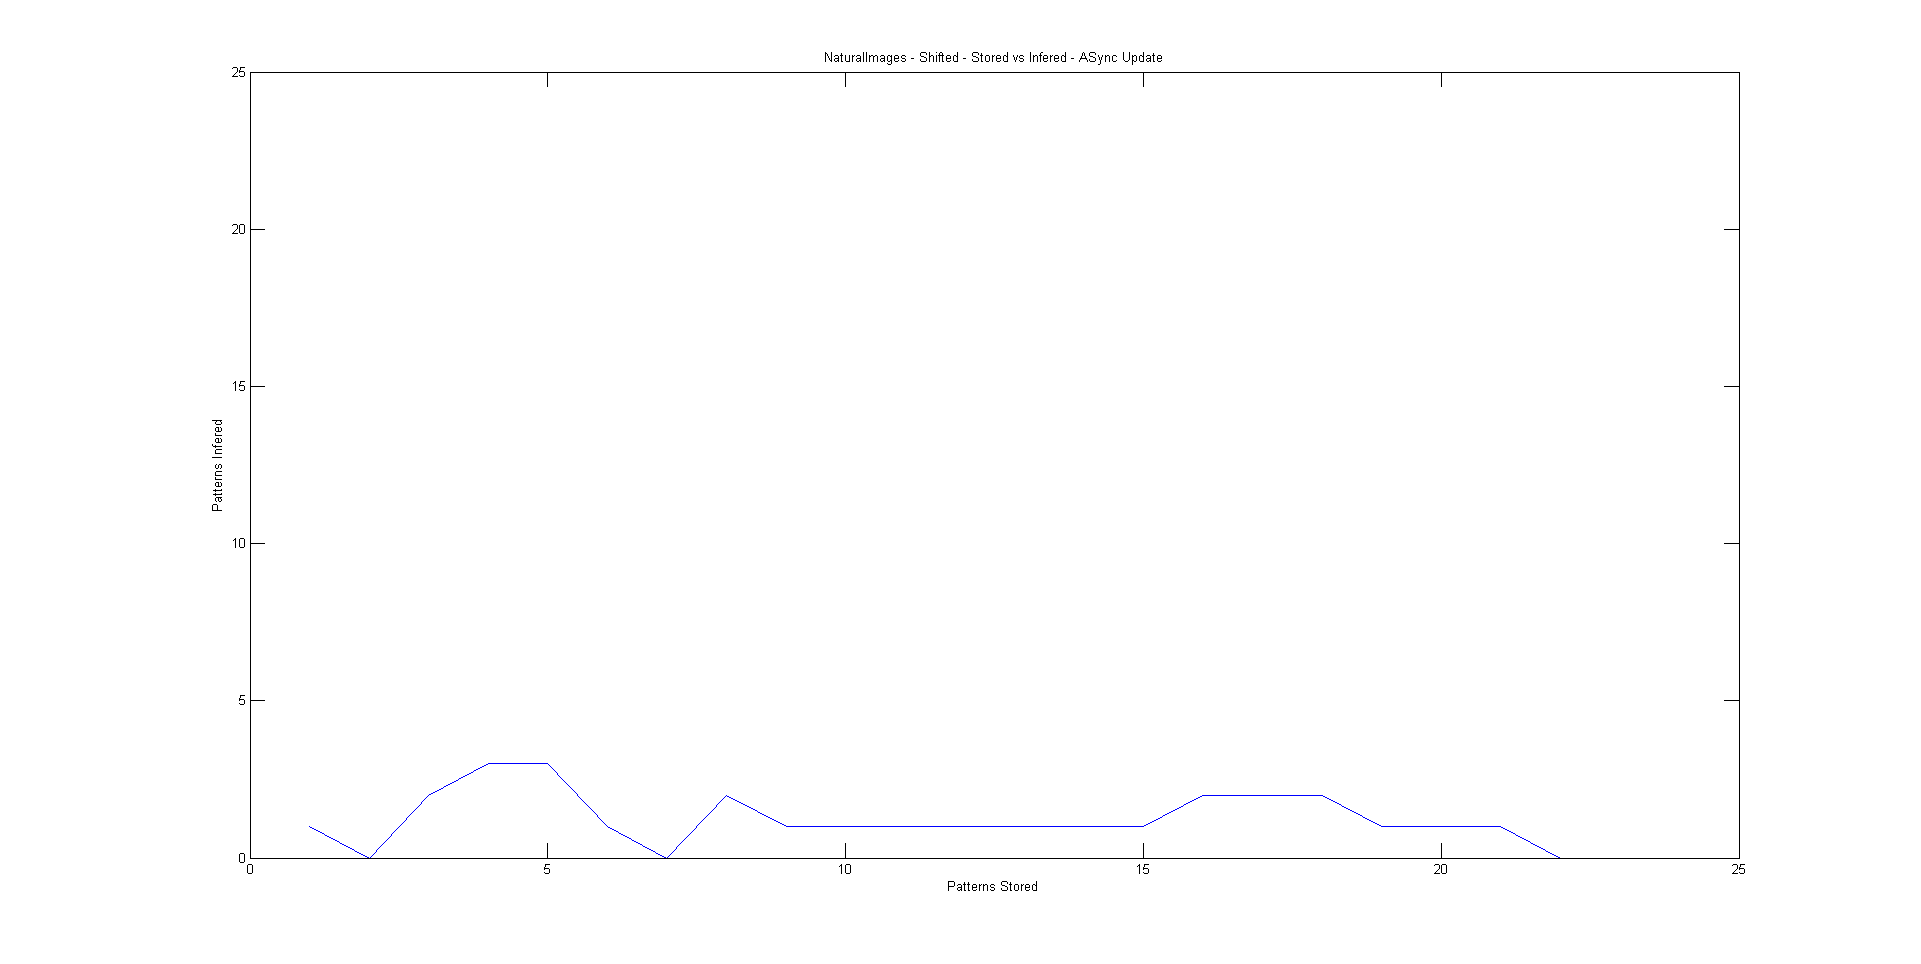 NaturalImages - Shifted - Stored vs Infered - ASync Update
25
20
15
10
5
0
Patterns Infered
0 5 10 15 20 25
Patterns Stored